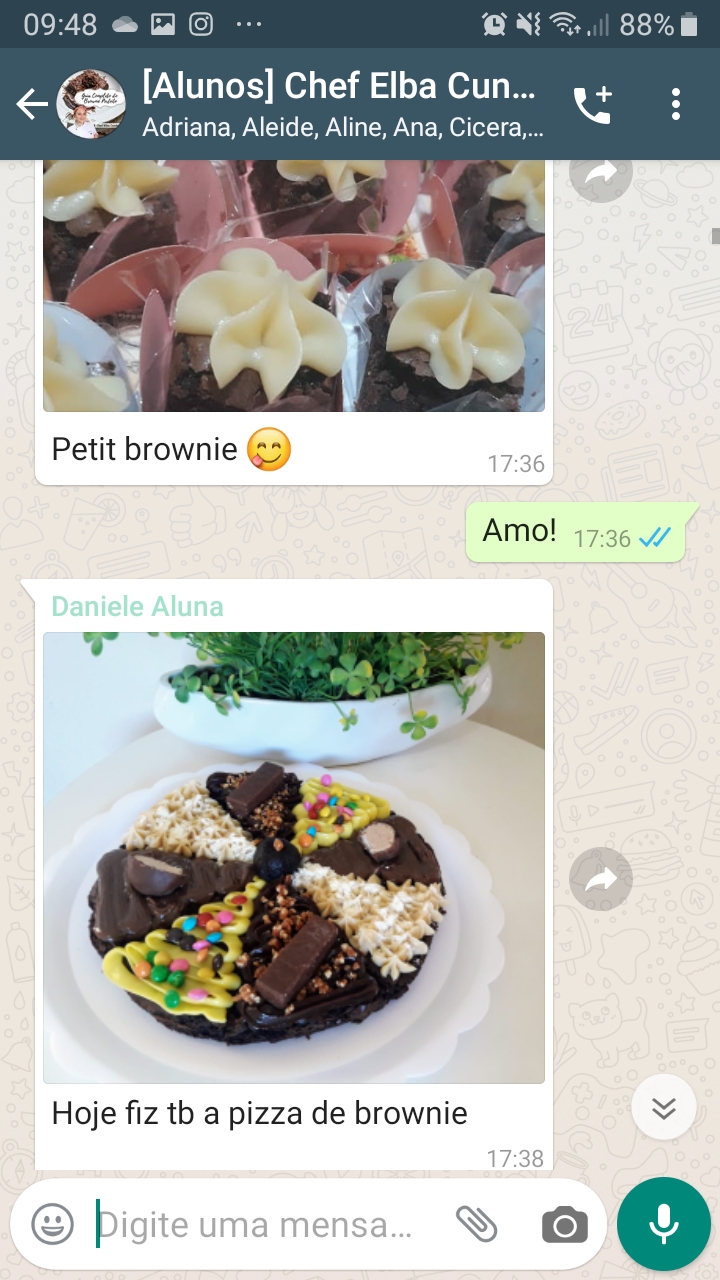 09:48
88%
[Alunos] Chef Elba Cun...
Adriana, Aleide, Aline, Ana, Cicera,...
24
Petit brownie 😋
17:36
Amo! 17:36
Daniele Aluna
Hoje fiz tb a pizza de brownie
17:38
Digite uma mensa...